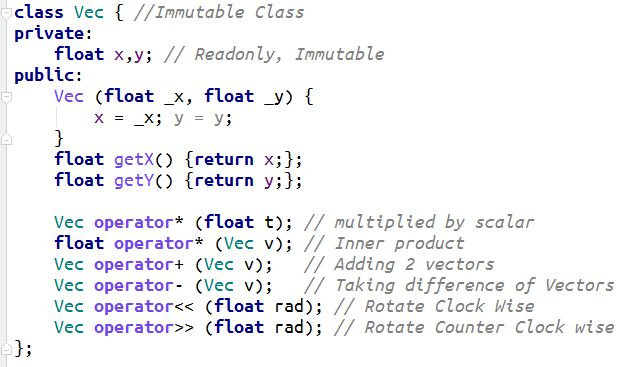 class Vec { //Immutable Class
private:
    float x,y; // Readonly, Immutable
public:
    Vec (float _x, float _y) {
        x = _x; y = y;
    }
    float getX() {return x;};
    float getY() {return y;};

    Vec operator* (float t); // multiplied by scalar
    float operator* (Vec v); // Inner product
    Vec operator+ (Vec v);   // Adding 2 vectors
    Vec operator- (Vec v);   // Taking difference of Vectors
    Vec operator<< (float rad); // Rotate Clock Wise
    Vec operator>> (float rad); // Rotate Counter Clock wise
};